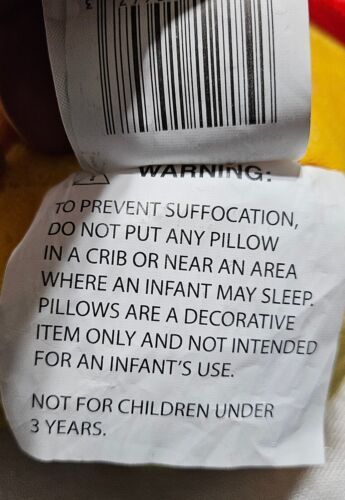 WARNING:
TO PREVENT SUFFOCATION,
DO NOT PUT ANY PILLOW
IN A CRIB OR NEAR AN AREA
WHERE AN INFANT MAY SLEEP.
PILLOWS ARE A DECORATIVE
ITEM ONLY AND NOT INTENDED
FOR AN INFANT'S USE.
NOT FOR CHILDREN UNDER
3 YEARS.